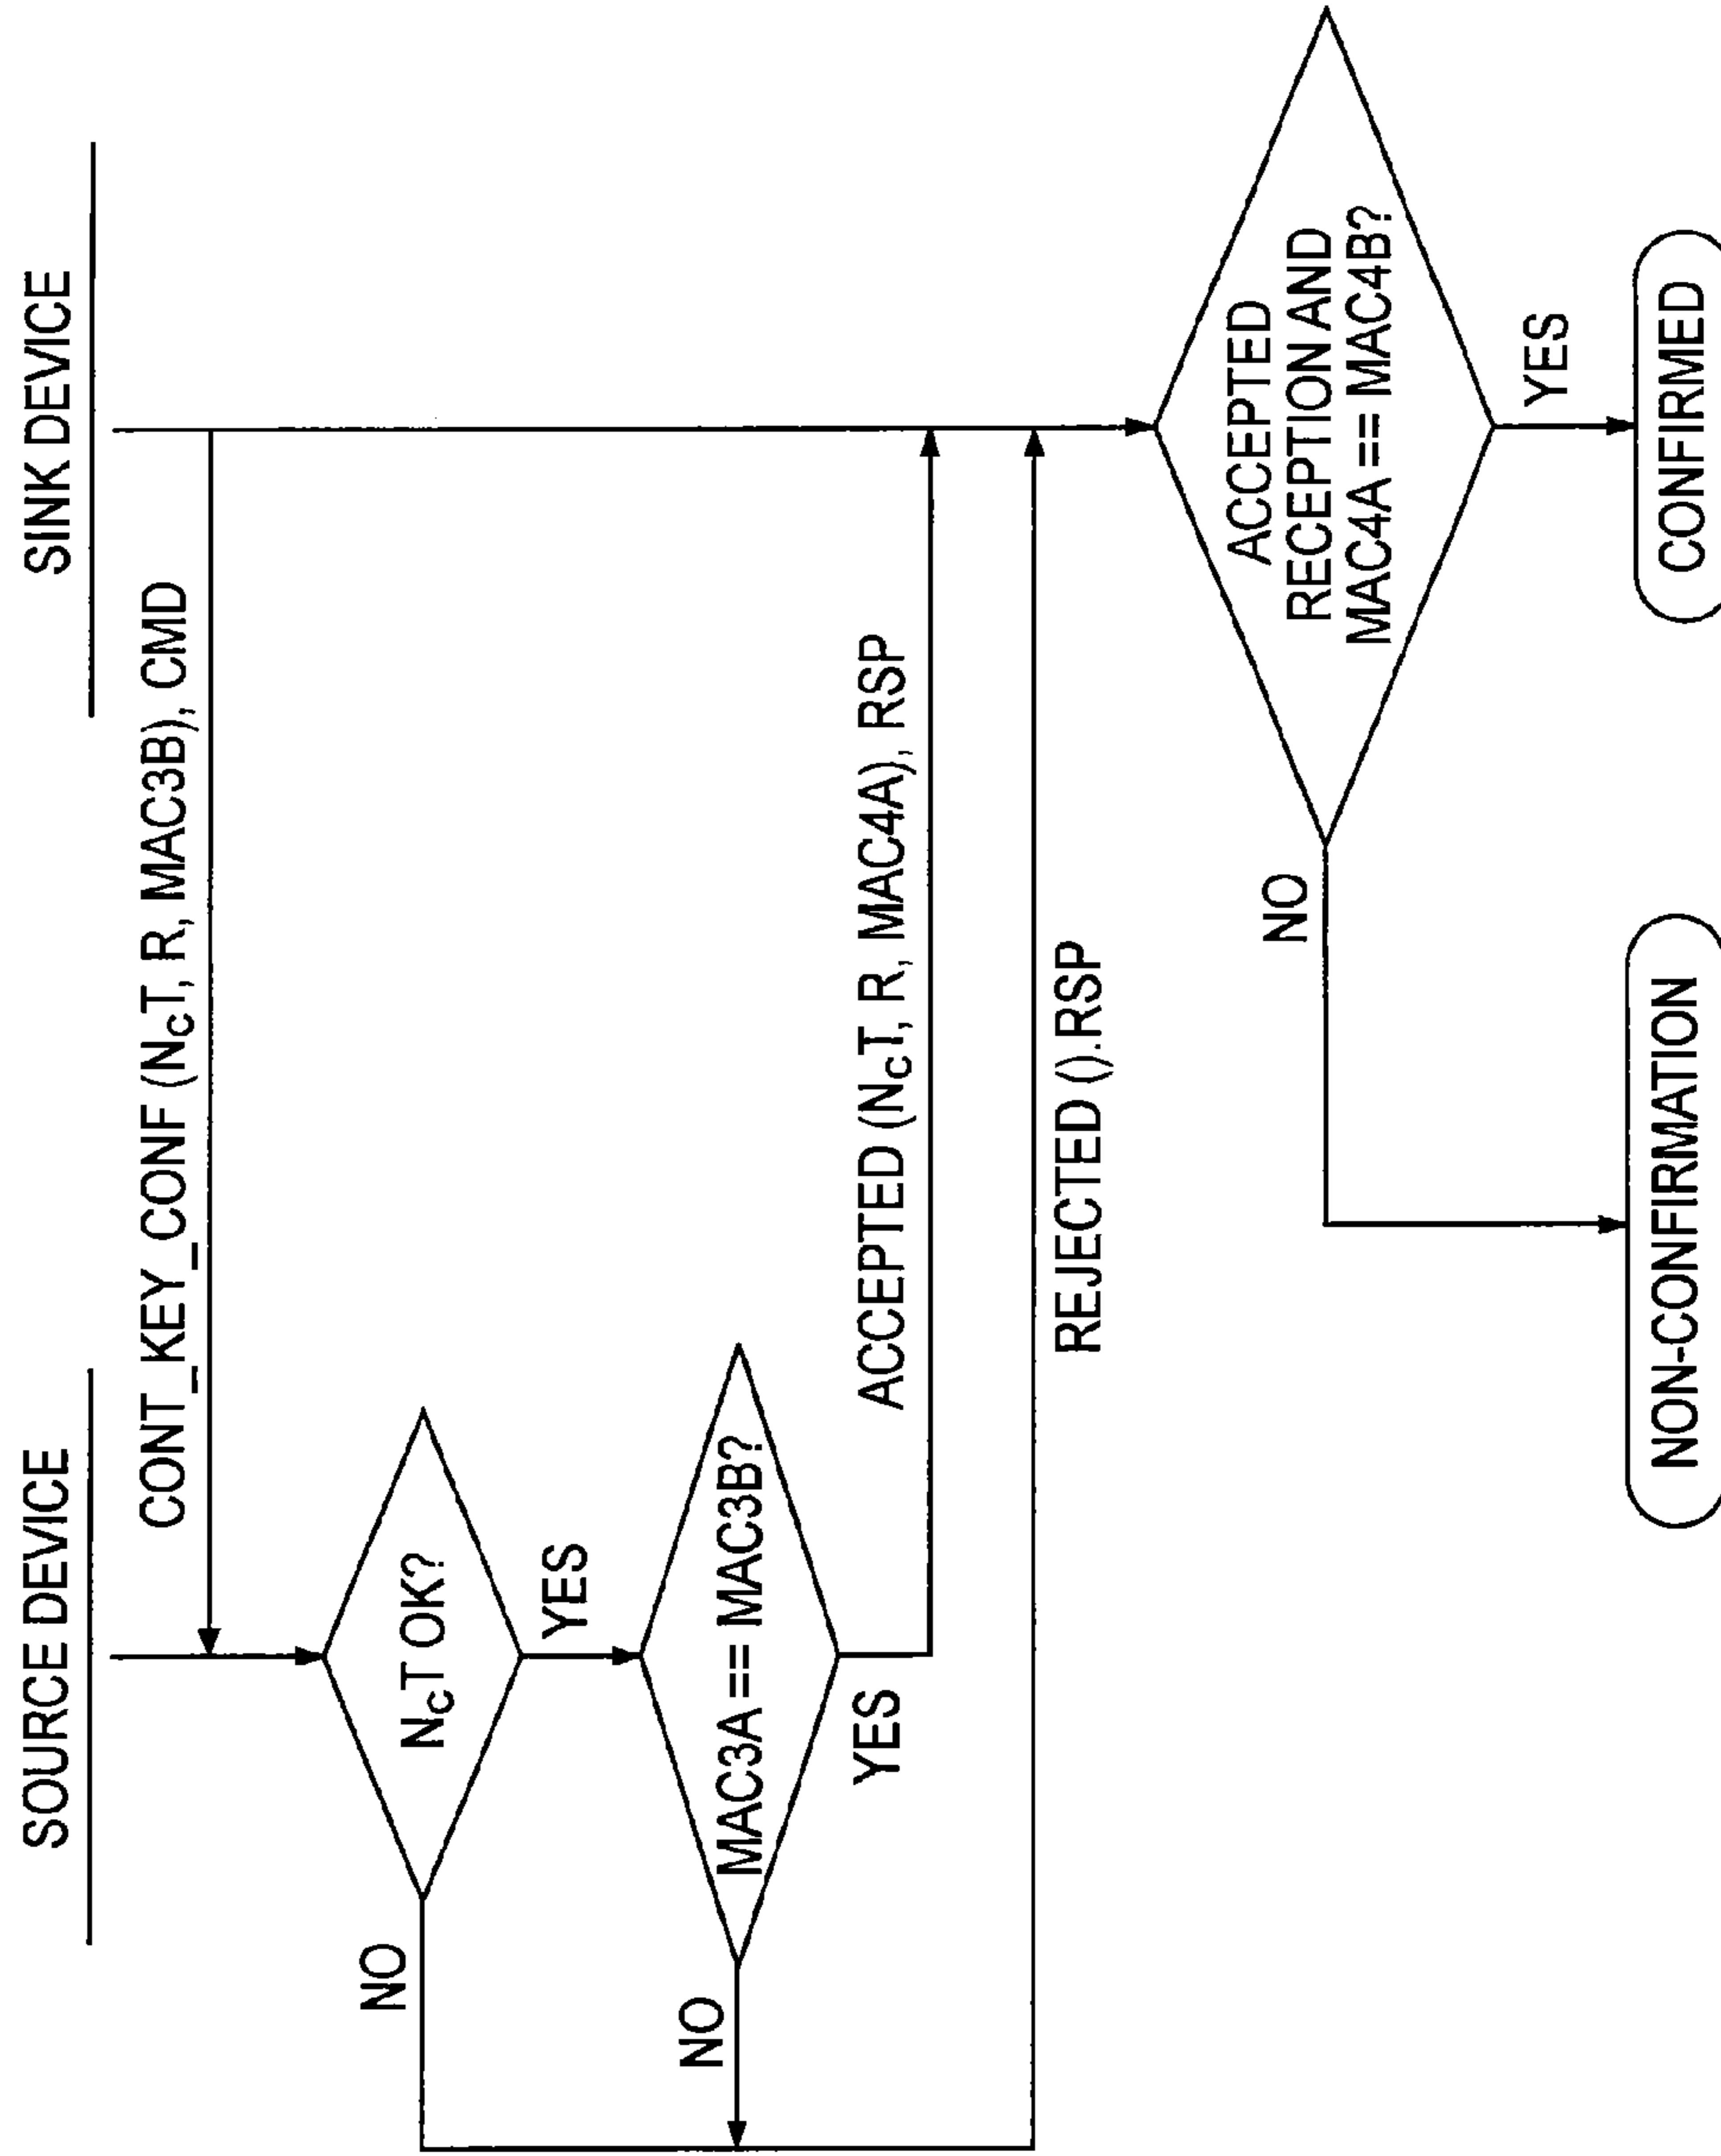 SOURCE DEVICE
SINK DEVICE
CONT_KEY_CONF (NcT, R, MAC3B), CMD
NcT OK?
NO
YES
MAC3A == MAC3B?
NO
YES
ACCEPTED (NcT, R, MAC4A), RSP
REJECTED ().RSP
ACCEPTED
RECEPTION AND
MAC4A == MAC4B?
NO
YES
NON-CONFIRMATION
CONFIRMED